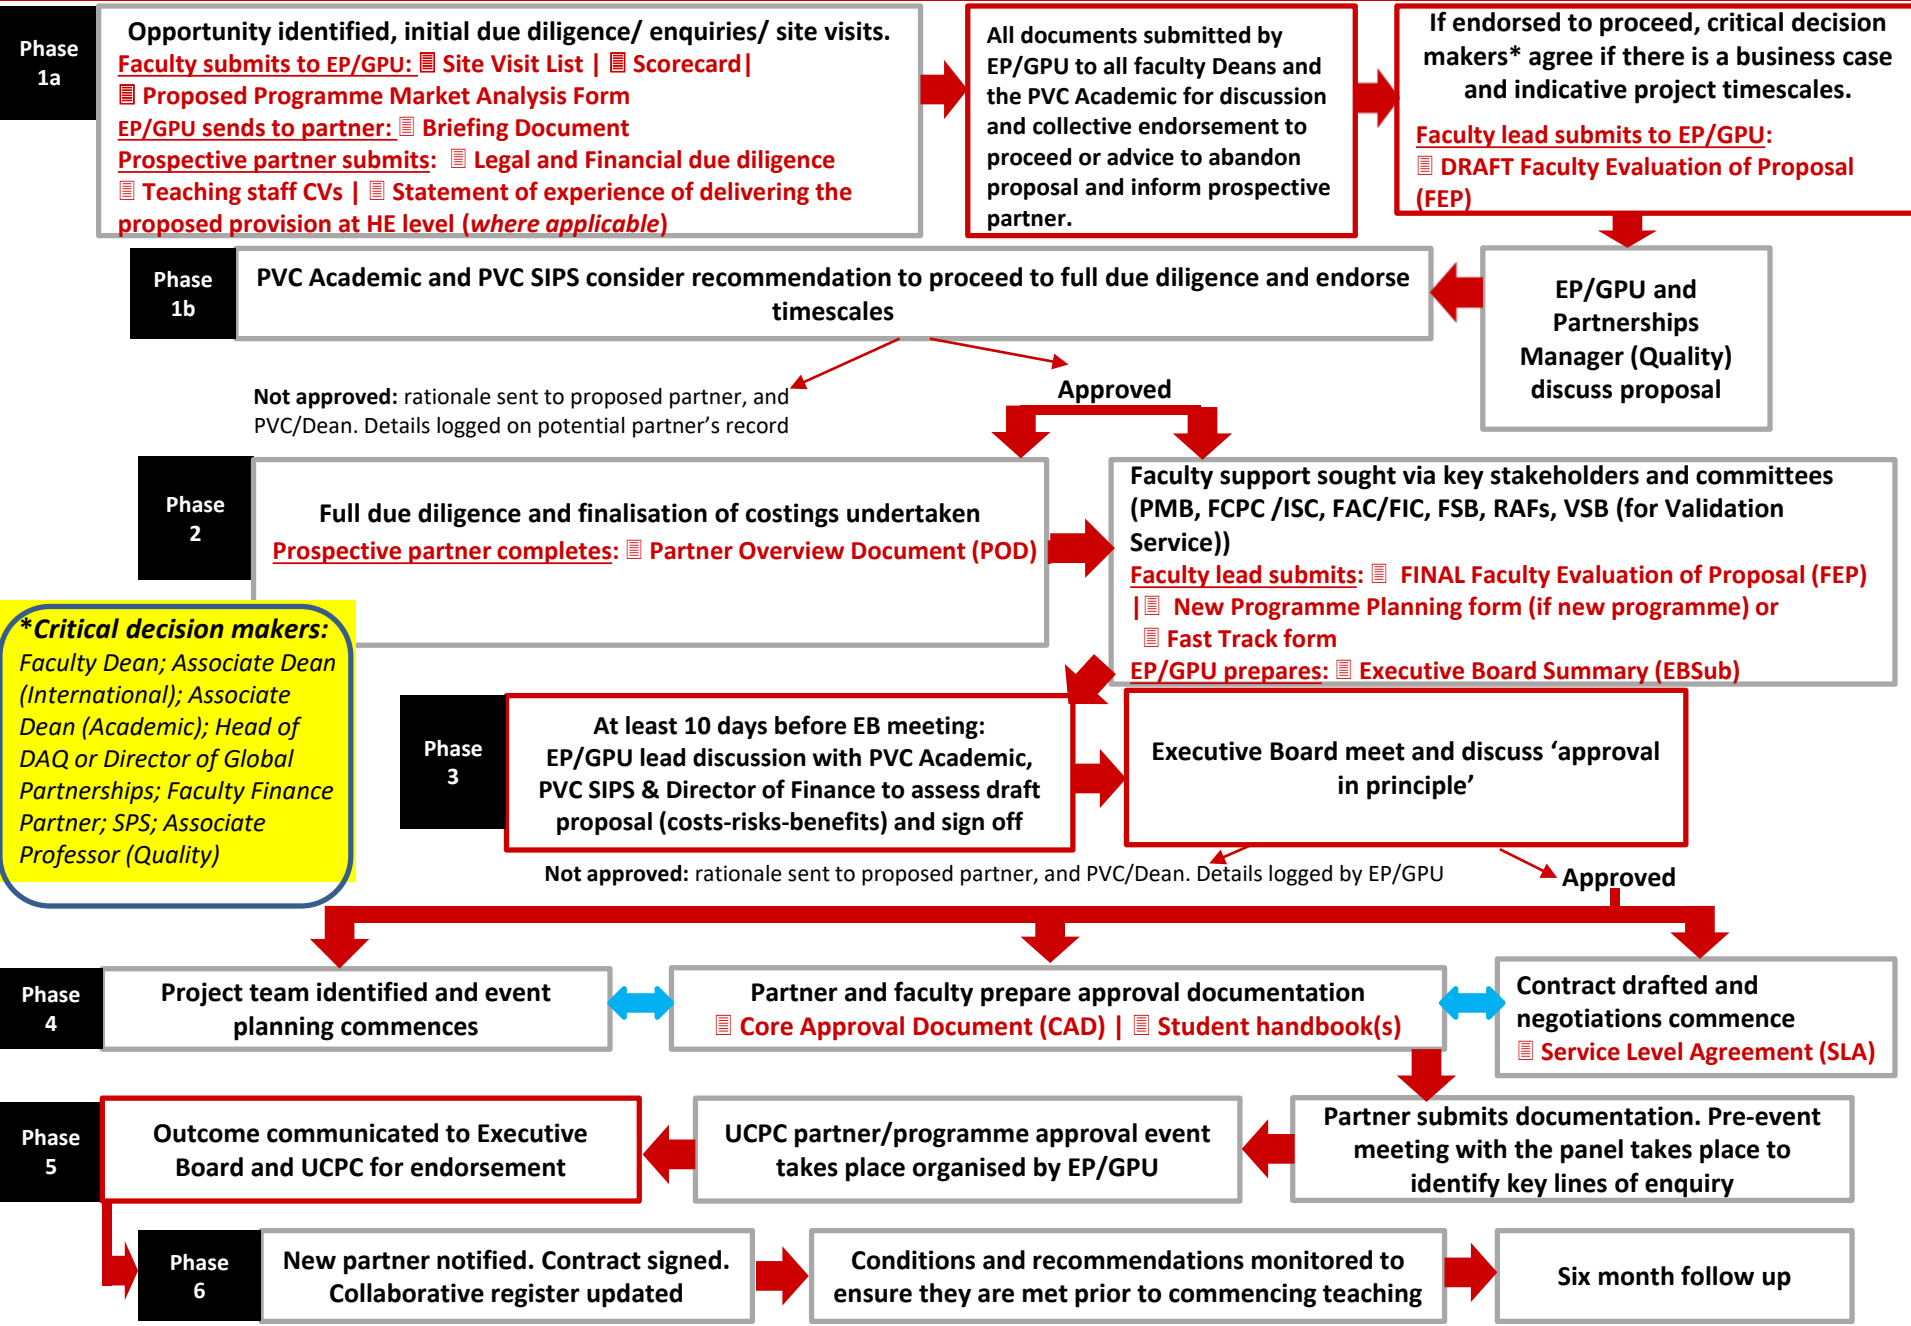 Phase
1a
Opportunity identified, initial due diligence/ enquiries/ site visits.
Faculty submits to EP/GPU: Site Visit List | Scorecard|
Proposed Programme Market Analysis Form
EP/GPU sends to partner: Briefing Document
Prospective partner submits: Legal and Financial due diligence
Teaching staff CVs | Statement of experience of delivering the
proposed provision at HE level (where applicable)
All documents submitted by
EP/GPU to all faculty Deans and
the PVC Academic for discussion
and collective endorsement to
proceed or advice to abandon
proposal and inform prospective
partner.
If endorsed to proceed, critical decision
makers* agree if there is a business case
and indicative project timescales.
Faculty lead submits to EP/GPU:
DRAFT Faculty Evaluation of Proposal
(FEP)
Phase
1b
PVC Academic and PVC SIPS consider recommendation to proceed to full due diligence and endorse
timescales
EP/GPU and
Partnerships
Manager (Quality)
discuss proposal
Not approved: rationale sent to proposed partner, and
PVC/Dean. Details logged on potential partner’s record
Approved
Phase
2
Full due diligence and finalisation of costings undertaken
Prospective partner completes: Partner Overview Document (POD)
Faculty support sought via key stakeholders and committees
(PMB, FCPC /ISC, FAC/FIC, FSB, RAFs, VSB (for Validation
Service))
Faculty lead submits: FINAL Faculty Evaluation of Proposal (FEP)
| New Programme Planning form (if new programme) or
Fast Track form
EP/GPU prepares: Executive Board Summary (EBSub)
*Critical decision makers:
Faculty Dean; Associate Dean
(International); Associate
Dean (Academic); Head of
DAQ or Director of Global
Partnerships; Faculty Finance
Partner; SPS; Associate
Professor (Quality)
Phase
3
At least 10 days before EB meeting:
EP/GPU lead discussion with PVC Academic,
PVC SIPS & Director of Finance to assess draft
proposal (costs-risks-benefits) and sign off
Executive Board meet and discuss ‘approval
in principle’
Not approved: rationale sent to proposed partner, and PVC/Dean. Details logged by EP/GPU
Approved
Phase
4
Project team identified and event
planning commences
Partner and faculty prepare approval documentation
Core Approval Document (CAD) | Student handbook(s)
Contract drafted and
negotiations commence
Service Level Agreement (SLA)
Phase
5
Outcome communicated to Executive
Board and UCPC for endorsement
UCPC partner/programme approval event
takes place organised by EP/GPU
Partner submits documentation. Pre-event
meeting with the panel takes place to
identify key lines of enquiry
Phase
6
New partner notified. Contract signed.
Collaborative register updated
Conditions and recommendations monitored to
ensure they are met prior to commencing teaching
Six month follow up